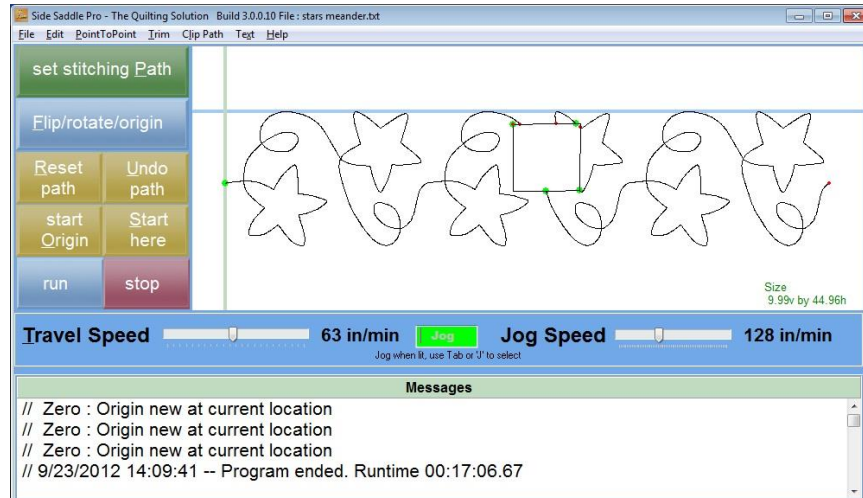 Side Saddle Pro - The Quilting Solution Build 3.0.0.10 File : stars meander.txt
File Edit PointToPoint Trim Clip Path Text Help
set stitching Path
Flip/rotate/origin
Reset path
Undo path
start Origin
Start here
run
stop
Size
9.99v by 44.96h
Travel Speed 63 in/min Jog Jog Speed 128 in/min
Jog when lit, use Tab or 'J' to select
Messages
// Zero : Origin new at current location
// Zero : Origin new at current location
// Zero : Origin new at current location
// 9/23/2012 14:09:41 -- Program ended. Runtime 00:17:06.67